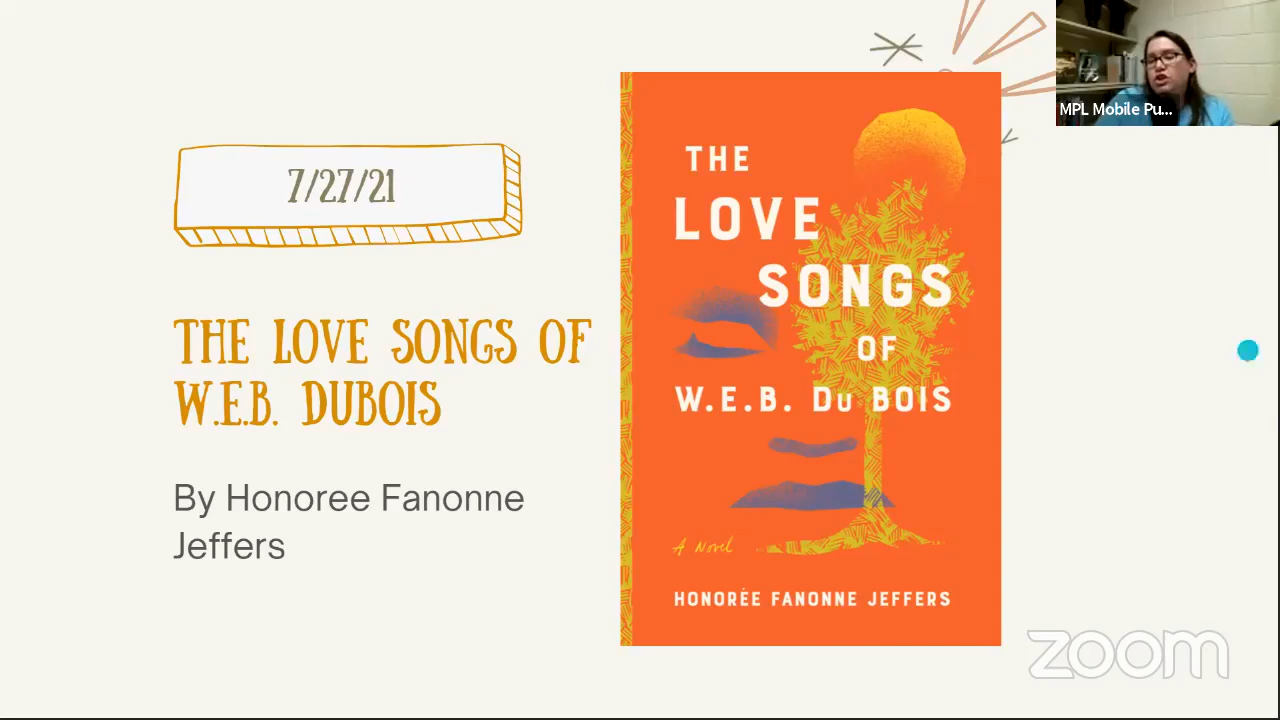 7/27/21
THE LOVE SONGS OF
W.E.B. DUBOIS
By Honoree Fanonne
Jeffers
THE
LOVE
SONGS
OF
W.E.B. Du BOIS
A Novel
HONORÉE FANONNE JEFFERS
MPL Mobile Pu...
zoom